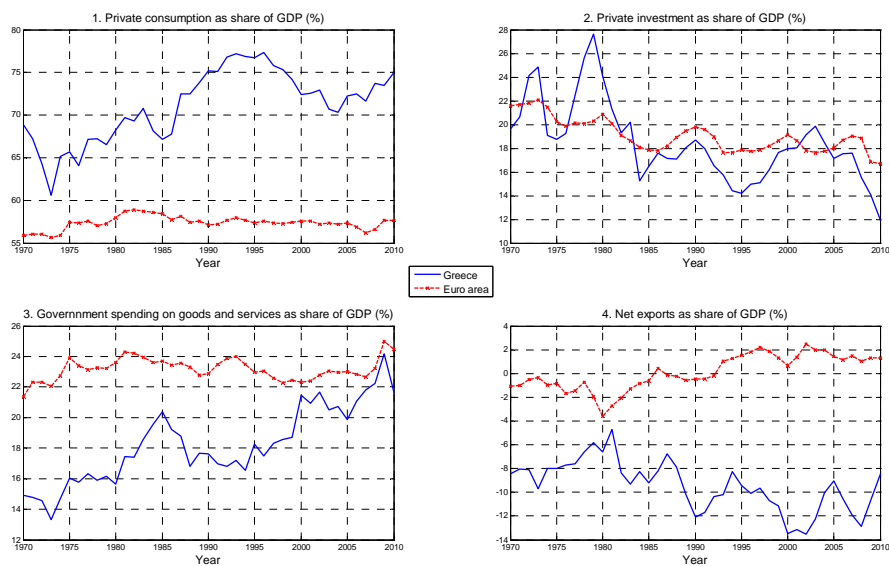 1. Private consumption as share of GDP (%)
80
75
70
65
60
55
1970 1975 1980 1985 1990 1995 2000 2005 2010
Year
2. Private investment as share of GDP (%)
28
26
24
22
20
18
16
14
12
10
1970 1975 1980 1985 1990 1995 2000 2005 2010
Year
Greece
Euro area
3. Governnment spending on goods and services as share of GDP (%)
26
24
22
20
18
16
14
12
1970 1975 1980 1985 1990 1995 2000 2005 2010
Year
4. Net exports as share of GDP (%)
4
2
0
-2
-4
-6
-8
-10
-12
-14
1970 1975 1980 1985 1990 1995 2000 2005 2010
Year